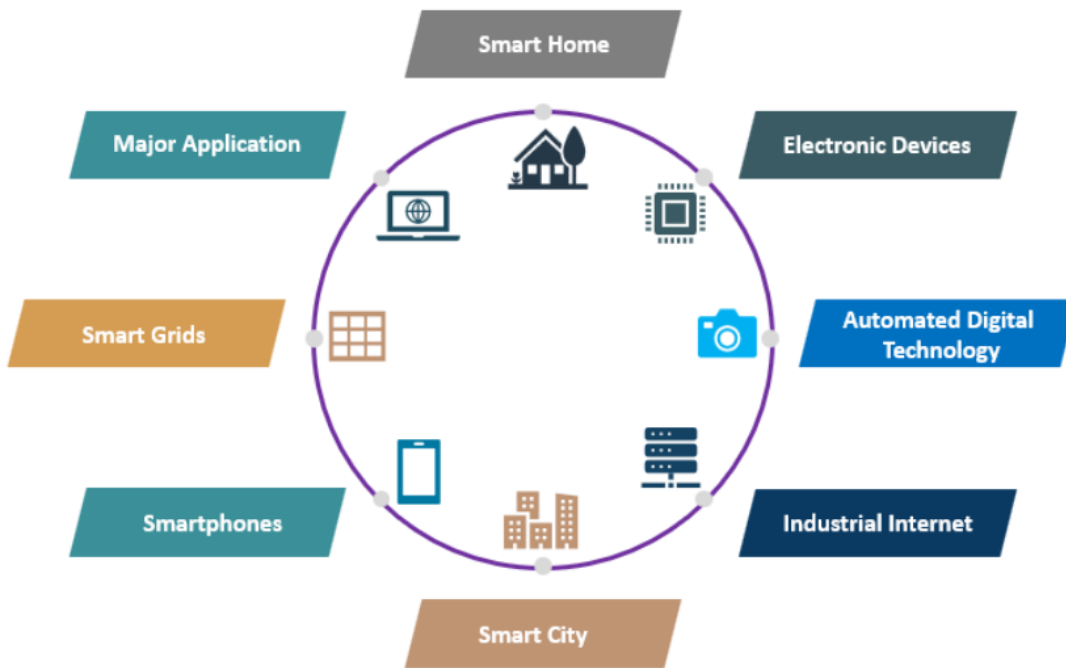 Smart Home
Major Application
Electronic Devices
Smart Grids
Automated Digital
Technology
Smartphones
Industrial Internet
Smart City